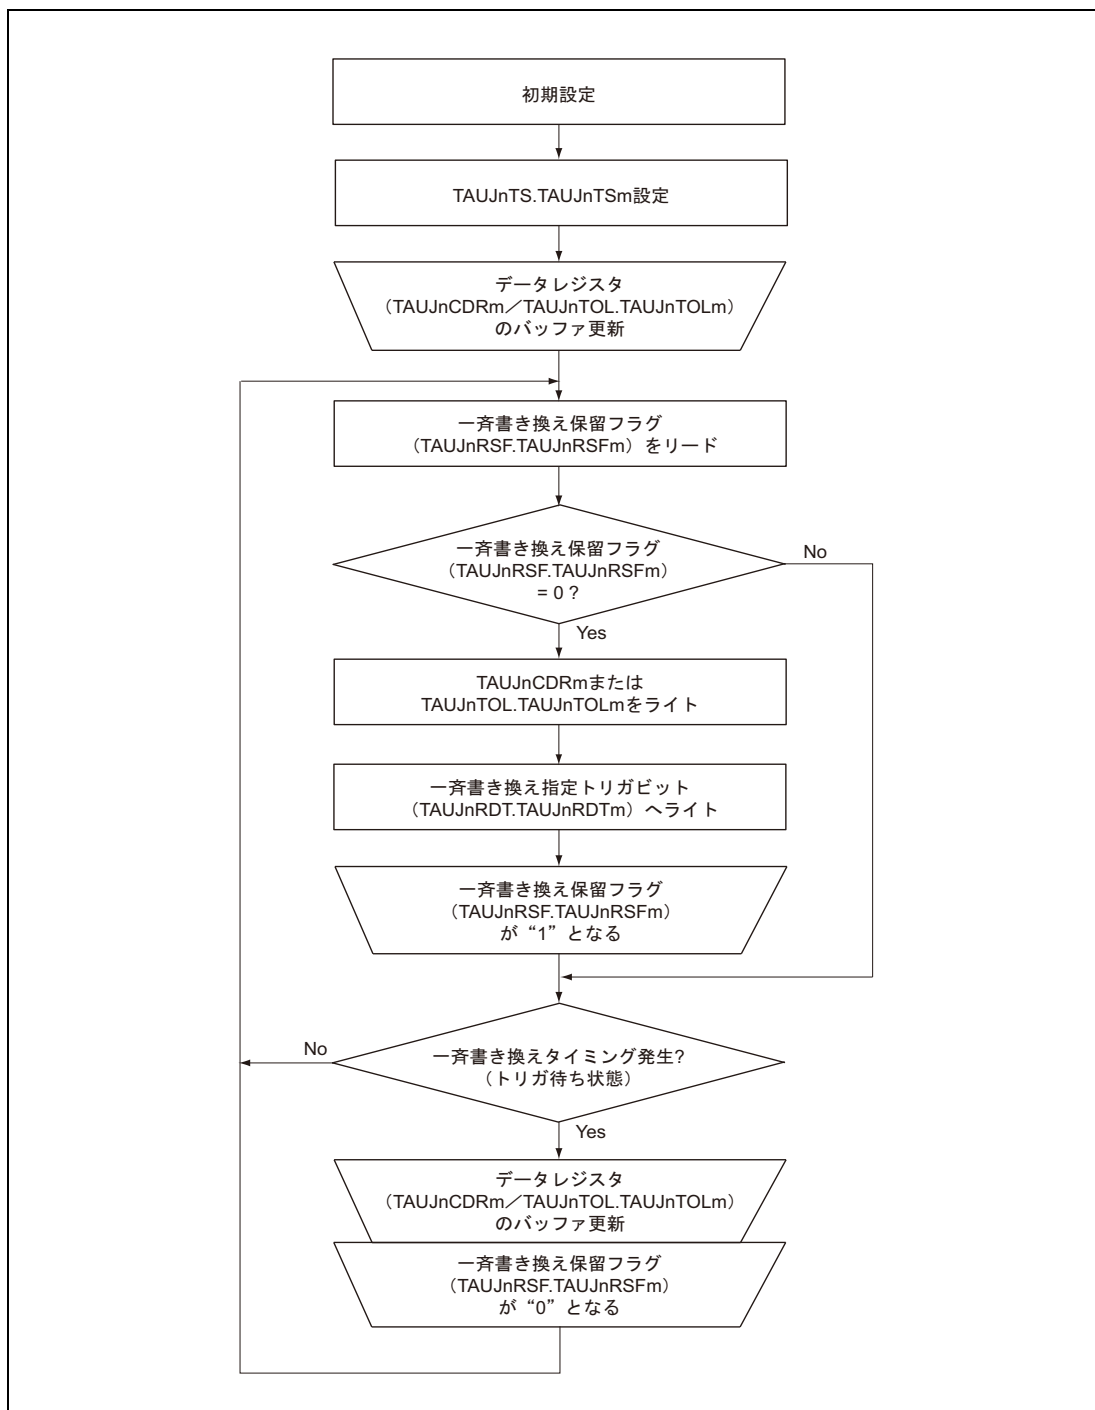 初期設定
TAUJnTS.TAUJnTSm設定
データレジスタ
（TAUJnCDRm／TAUJnTOL.TAUJnTOLm）
のバッファ更新
一斉書き換え保留フラグ
（TAUJnRSF.TAUJnRSFm）をリード
一斉書き換え保留フラグ
（TAUJnRSF.TAUJnRSFm）
= 0 ?
No
Yes
TAUJnCDRmまたは
TAUJnTOL.TAUJnTOLmをライト
一斉書き換え指定トリガビット
（TAUJnRDT.TAUJnRDTm）へライト
一斉書き換え保留フラグ
（TAUJnRSF.TAUJnRSFm）
が“1”となる
No
一斉書き換えタイミング発生?
（トリガ待ち状態）
Yes
データレジスタ
（TAUJnCDRm／TAUJnTOL.TAUJnTOLm）
のバッファ更新
一斉書き換え保留フラグ
（TAUJnRSF.TAUJnRSFm）
が“0”となる